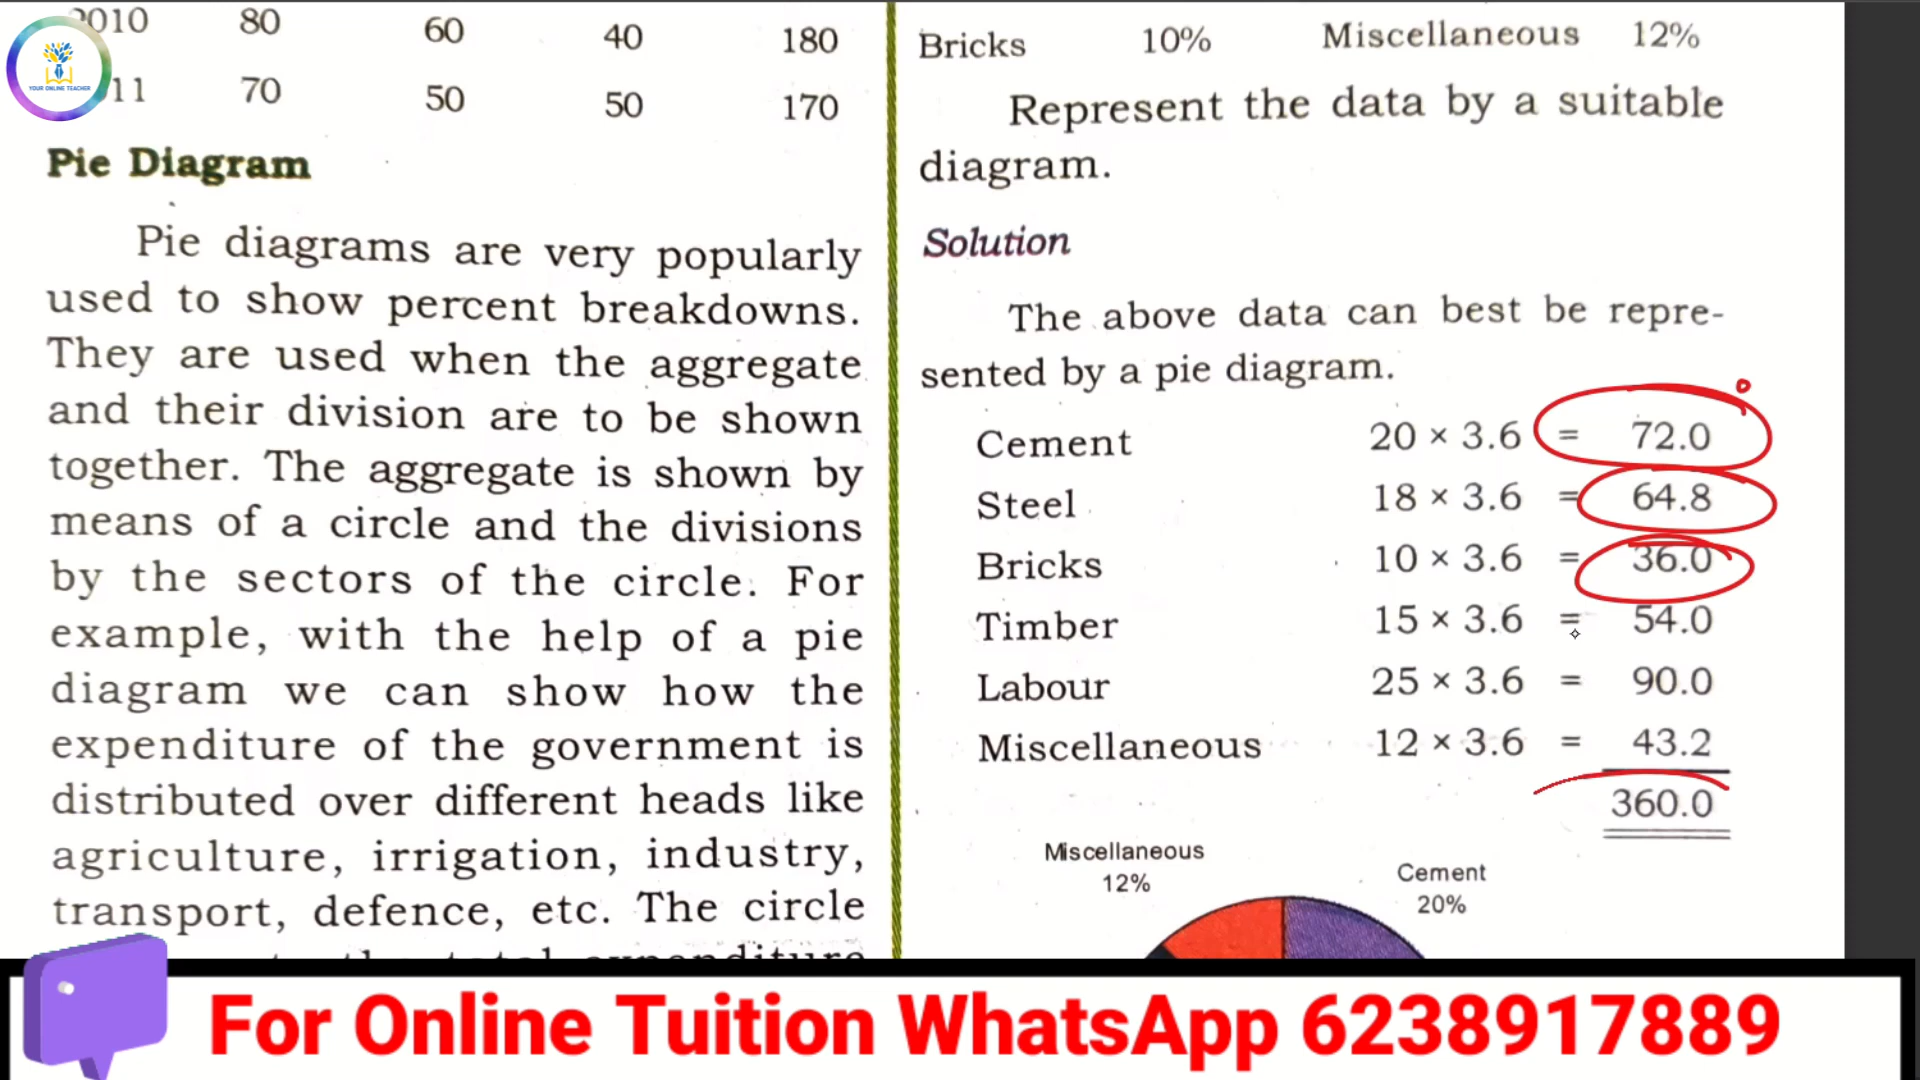 2010 80 60 40 180
11 70 50 50 170
YOUR ONLINE TEACHER
Pie Diagram
Pie diagrams are very popularly
used to show percent breakdowns.
They are used when the aggregate
and their division are to be shown
together. The aggregate is shown by
means of a circle and the divisions
by the sectors of the circle. For
example, with the help of a pie
diagram we can show how the
expenditure of the government is
distributed over different heads like
agriculture, irrigation, industry,
transport, defence, etc. The circle
Bricks 10% Miscellaneous 12%
Represent the data by a suitable
diagram.
Solution
The above data can best be repre-
sented by a pie diagram.
Cement 20 × 3.6 = 72.0
Steel 18 × 3.6 = 64.8
Bricks 10 × 3.6 = 36.0
Timber 15 × 3.6 = 54.0
Labour 25 × 3.6 = 90.0
Miscellaneous 12 × 3.6 = 43.2
360.0
Miscellaneous
12%
Cement
20%
For Online Tuition WhatsApp 6238917889